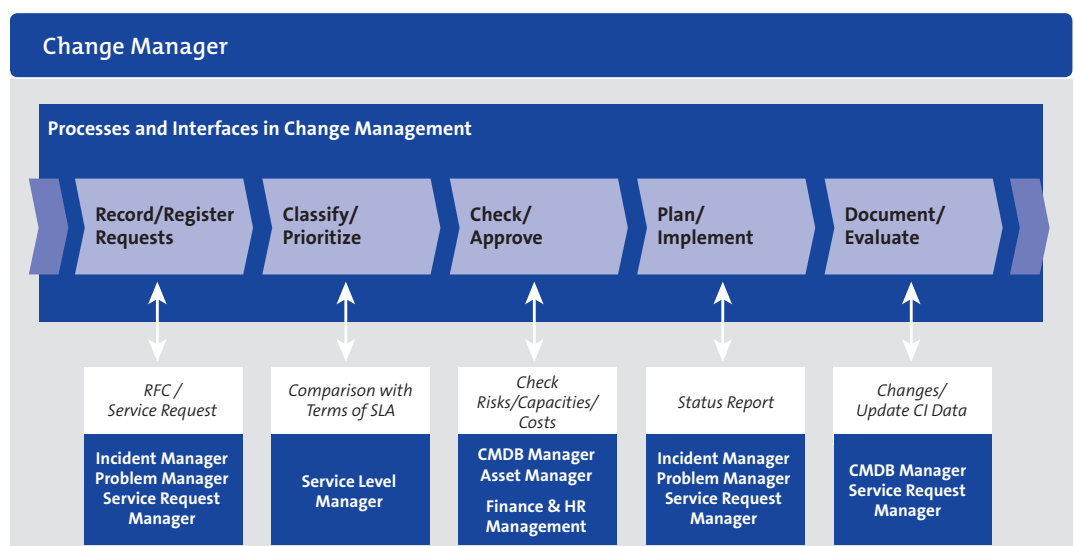 Change Manager
Processes and Interfaces in Change Management
Record/Register
Requests
Classify/
Prioritize
Check/
Approve
Plan/
Implement
Document/
Evaluate
RFC /
Service Request
Comparison with
Terms of SLA
Check
Risks/Capacities/
Costs
Status Report
Changes/
Update CI Data
Incident Manager
Problem Manager
Service Request
Manager
Service Level
Manager
CMDB Manager
Asset Manager
Finance & HR
Management
Incident Manager
Problem Manager
Service Request
Manager
CMDB Manager
Service Request
Manager